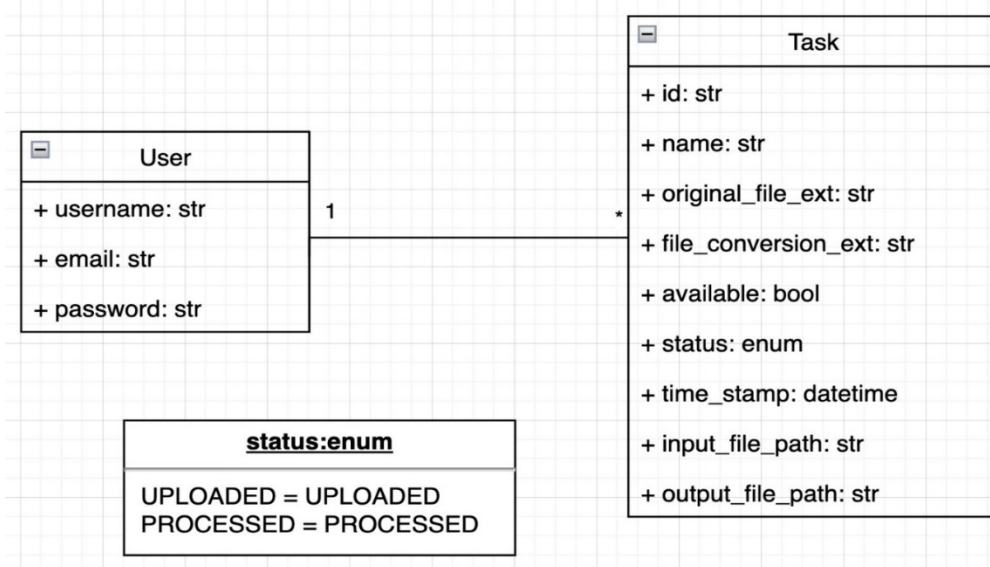 User
+ username: str
+ email: str
+ password: str
1
*
Task
+ id: str
+ name: str
+ original_file_ext: str
+ file_conversion_ext: str
+ available: bool
+ status: enum
+ time_stamp: datetime
+ input_file_path: str
+ output_file_path: str
status:enum
UPLOADED = UPLOADED
PROCESSED = PROCESSED